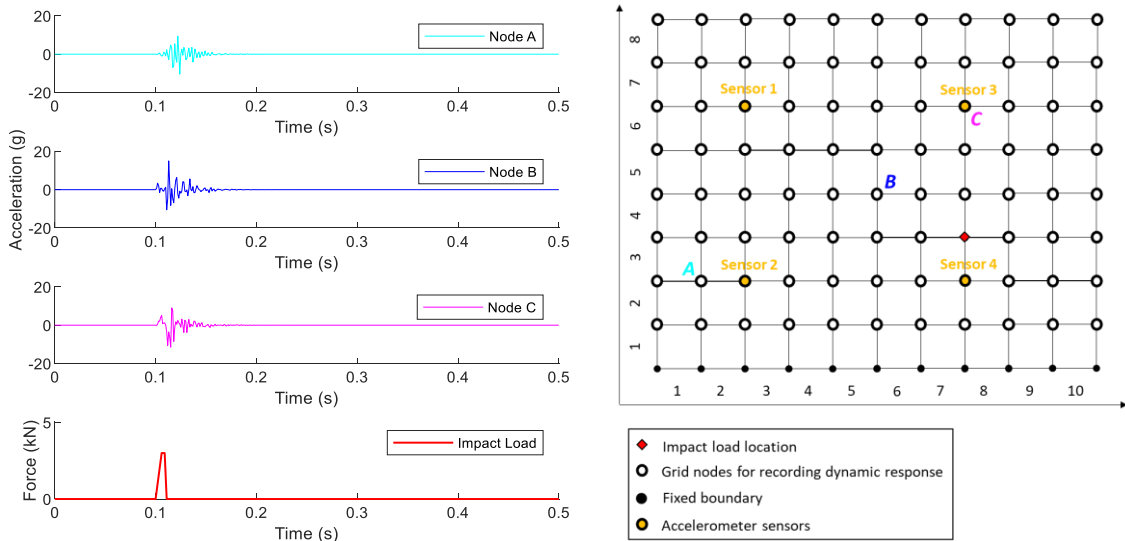 20
0
-20
Node A
0 0.1 0.2 0.3 0.4 0.5
Time (s)
20
0
-20
Node B
0 0.1 0.2 0.3 0.4 0.5
Time (s)
Acceleration (g)
20
0
-20
Node C
0 0.1 0.2 0.3 0.4 0.5
Time (s)
5
0
Force (kN)
Impact Load
0 0.1 0.2 0.3 0.4 0.5
Time (s)
8
7
Sensor 1 Sensor 3
6
C
5
B
4
3
A Sensor 2 Sensor 4
2
1
1 2 3 4 5 6 7 8 9 10
Impact load location
Grid nodes for recording dynamic response
Fixed boundary
Accelerometer sensors